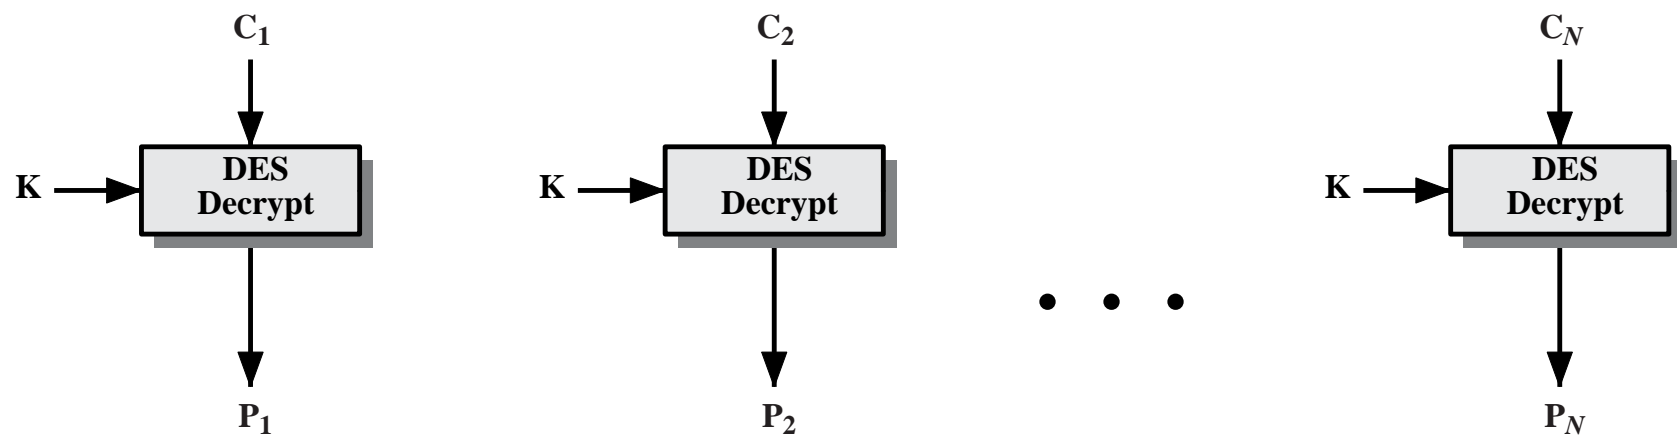 C1 C2 CN
K DES Decrypt K DES Decrypt K DES Decrypt
P1 P2 PN